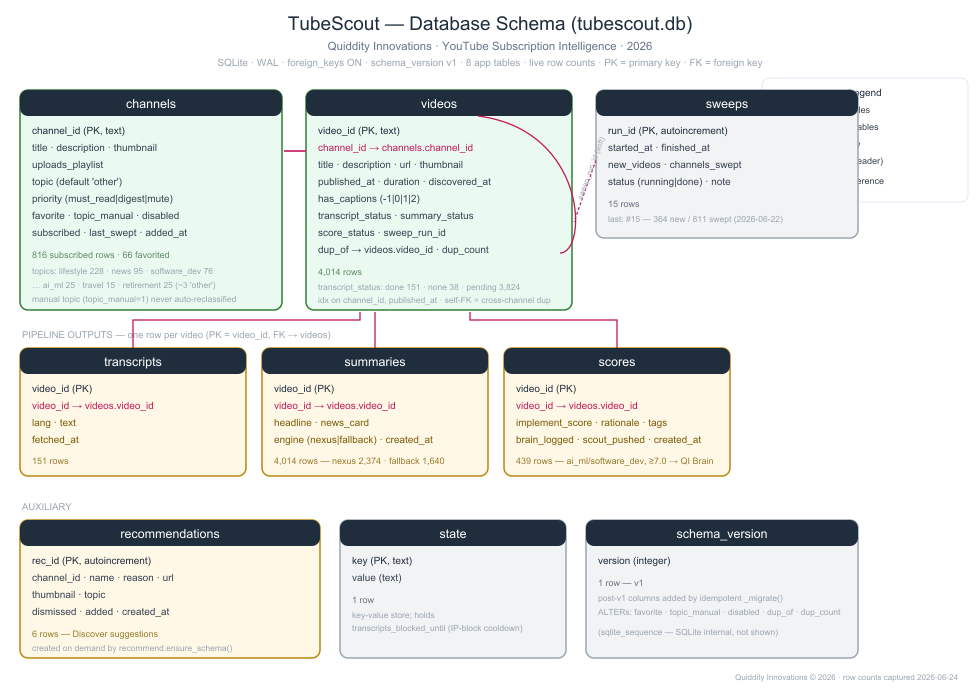 TubeScout — Database Schema (tubescout.db)
Quiddity Innovations · YouTube Subscription Intelligence · 2026
SQLite · WAL · foreign_keys ON · schema_version v1 · 8 app tables · live row counts · PK = primary key · FK = foreign key
channels
channel_id (PK, text)
title · description · thumbnail
uploads_playlist
topic (default 'other')
priority (must_read|digest|mute)
favorite · topic_manual · disabled
subscribed · last_swept · added_at
816 subscribed rows · 66 favorited
topics: lifestyle 228 · news 95 · software_dev 76
… ai_ml 25 · travel 15 · retirement 25 (~3 'other')
manual topic (topic_manual=1) never auto-reclassified
videos
video_id (PK, text)
channel_id → channels.channel_id
title · description · url · thumbnail
published_at · duration · discovered_at
has_captions (-1|0|1|2)
transcript_status · summary_status
score_status · sweep_run_id
dup_of → videos.video_id · dup_count
4,014 rows
transcript_status: done 151 · none 38 · pending 3,824
idx on channel_id, published_at · self-FK = cross-channel dup
sweeps
run_id (PK, autoincrement)
started_at · finished_at
new_videos · channels_swept
status (running|done) · note
15 rows
last: #15 — 364 new / 811 swept (2026-06-22)
PIPELINE OUTPUTS — one row per video (PK = video_id, FK → videos)
transcripts
video_id (PK)
video_id → videos.video_id
lang · text
fetched_at
151 rows
summaries
video_id (PK)
video_id → videos.video_id
headline · news_card
engine (nexus|fallback) · created_at
4,014 rows — nexus 2,374 · fallback 1,640
scores
video_id (PK)
video_id → videos.video_id
implement_score · rationale · tags
brain_logged · scout_pushed · created_at
439 rows — ai_ml/software_dev, ≥7.0 → QI Brain
AUXILIARY
recommendations
rec_id (PK, autoincrement)
channel_id · name · reason · url
thumbnail · topic
dismissed · added · created_at
6 rows — Discover suggestions
created on demand by recommend.ensure_schema()
state
key (PK, text)
value (text)
1 row
key-value store; holds
transcripts_blocked_until (IP-block cooldown)
schema_version
version (integer)
1 row — v1
post-v1 columns added by idempotent _migrate()
ALTERs: favorite · topic_manual · disabled · dup_of · dup_count
(sqlite_sequence — SQLite internal, not shown)
Quiddity Innovations © 2026 · row counts captured 2026-06-24